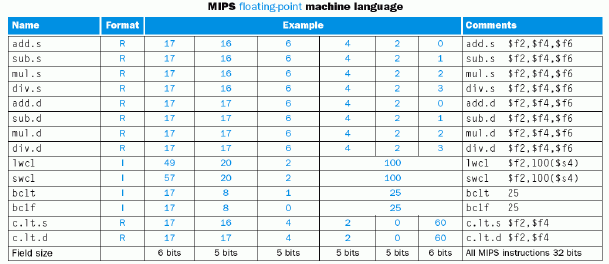 MIPS floating-point machine language
Name Format Example Comments
add.s R 17 16 6 4 2 0 add.s $f2,$f4,$f6
sub.s R 17 16 6 4 2 1 sub.s $f2,$f4,$f6
mul.s R 17 16 6 4 2 2 mul.s $f2,$f4,$f6
div.s R 17 16 6 4 2 3 div.s $f2,$f4,$f6
add.d R 17 17 6 4 2 0 add.d $f2,$f4,$f6
sub.d R 17 17 6 4 2 1 sub.d $f2,$f4,$f6
mul.d R 17 17 6 4 2 2 mul.d $f2,$f4,$f6
div.d R 17 17 6 4 2 3 div.d $f2,$f4,$f6
lwc1 I 49 20 2 100 lwc1 $f2,100($s4)
swc1 I 57 20 2 100 swc1 $f2,100($s4)
bc1t I 17 8 1 25 bc1t 25
bc1f I 17 8 0 25 bc1f 25
c.lt.s R 17 16 4 2 0 60 c.lt.s $f2,$f4
c.lt.d R 17 17 4 2 0 60 c.lt.d $f2,$f4
Field size 6 bits 5 bits 5 bits 5 bits 5 bits 6 bits All MIPS instructions 32 bits